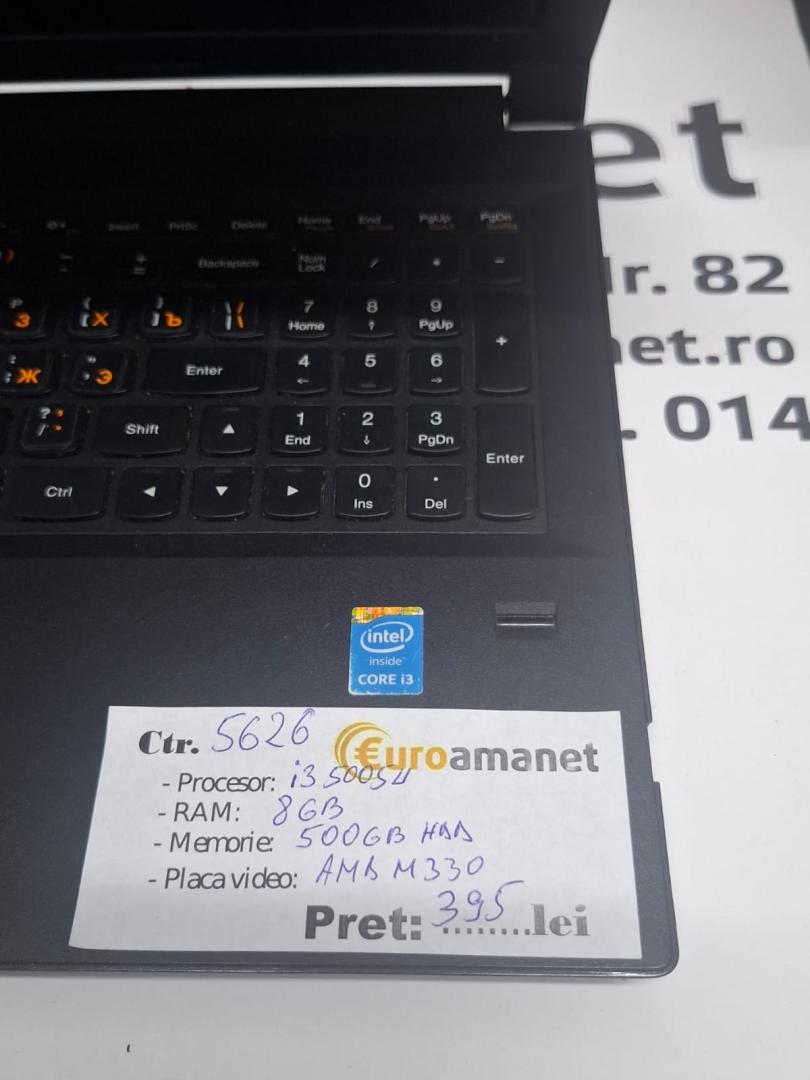 et
r. 82
net.ro
. 014
Insert PrtSc Delete Home End PgUp PgDn
- + = Backspace Num Lock / * -
З { [ Х } ] Ъ 7 Home 8 9 PgUp +
: ; Ж " ' Э Enter 4 5 6
? / Shift 1 End 2 3 PgDn Enter
Ctrl 0 Ins . Del
intel
inside
CORE i3
Ctr. 5626
Euroamanet
- Procesor: i3 5005U
- RAM: 8GB
- Memorie: 500GB HDD
- Placa video: AMD M330
Pret: 395 lei